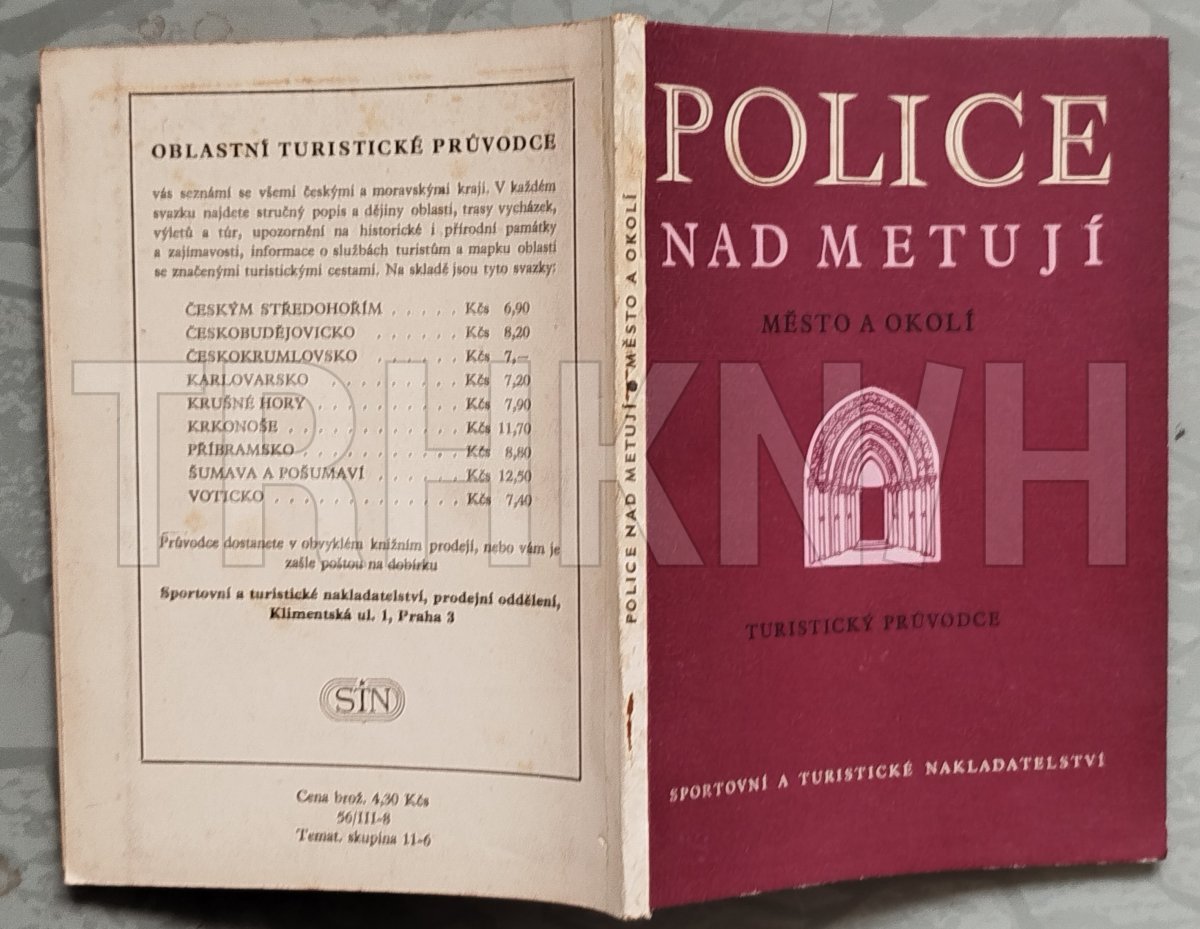 OBLASTNÍ TURISTICKÉ PRŮVODCE
vás seznámí se všemi českými a moravskými kraji. V každém
svazku najdete stručný popis a dějiny oblasti, trasy vycházek,
výletů a túr, upozornění na historické i přírodní památky
a zajímavosti, informace o službách turistům a mapku oblasti
se značenými turistickými cestami. Na skladě jsou tyto svazky:
ČESKÝM STŘEDOHOŘÍM . . . . . Kčs 6,90
ČESKOBUDĚJOVICKO . . . . . . Kčs 8,20
ČESKOKRUMLOVSKO . . . . . . Kčs 7,—
KARLOVARSKO . . . . . . . . . Kčs 7,20
KRUŠNÉ HORY . . . . . . . . . . Kčs 7,90
KRKONOŠE . . . . . . . . . . . . Kčs 11,70
PŘÍBRAMSKO . . . . . . . . . . . Kčs 8,80
ŠUMAVA A POŠUMAVÍ . . . . . . Kčs 12,50
VOTICKO . . . . . . . . . . . . . Kčs 7,40
Průvodce dostanete v obvyklém knižním prodeji, nebo vám je
zašle poštou na dobírku
Sportovní a turistické nakladatelství, prodejní oddělení,
Klimentská ul. 1, Praha 3
STN
Cena brož. 4,30 Kčs
56/III-8
Temat. skupina 11-6
POLICE NAD METUJÍ ● MĚSTO A OKOLÍ
POLICE
NAD METUJÍ
MĚSTO A OKOLÍ
TURISTICKÝ PRŮVODCE
SPORTOVNÍ A TURISTICKÉ NAKLADATELSTVÍ
TRHKNIH